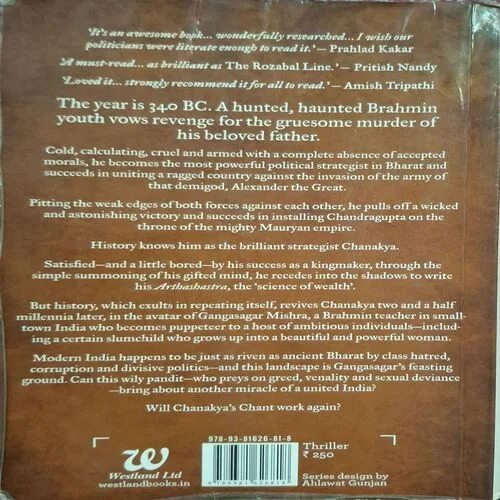 'It's an awesome book... wonderfully researched... I wish our
politicians were literate enough to read it.' — Prahlad Kakar
'A must-read... as brilliant as The Rozabal Line.' — Pritish Nandy
'Loved it... strongly recommend it for all to read.' — Amish Tripathi
The year is 340 BC. A hunted, haunted Brahmin
youth vows revenge for the gruesome murder of
his beloved father.
Cold, calculating, cruel and armed with a complete absence of accepted
morals, he becomes the most powerful political strategist in Bharat and
succeeds in uniting a ragged country against the invasion of the army of
that demigod, Alexander the Great.
Pitting the weak edges of both forces against each other, he pulls off a wicked
and astonishing victory and succeeds in installing Chandragupta on the
throne of the mighty Mauryan empire.
History knows him as the brilliant strategist Chanakya.
Satisfied—and a little bored—by his success as a kingmaker, through the
simple summoning of his gifted mind, he recedes into the shadows to write
his Arthashastra, the 'science of wealth'.
But history, which exults in repeating itself, revives Chanakya two and a half
millennia later, in the avatar of Gangasagar Mishra, a Brahmin teacher in small-
town India who becomes puppeteer to a host of ambitious individuals—includ-
ing a certain slumchild who grows up into a beautiful and powerful woman.
Modern India happens to be just as riven as ancient Bharat by class hatred,
corruption and divisive politics—and this landscape is Gangasagar's feasting
ground. Can this wily pandit—who preys on greed, venality and sexual deviance
—bring about another miracle of a united India?
Will Chanakya's Chant work again?
978-93-81626-81-8
Thriller
₹ 250
W
Westland Ltd
westlandbooks.in
9 789381 626818
Series design by
Ahlawat Gunjan